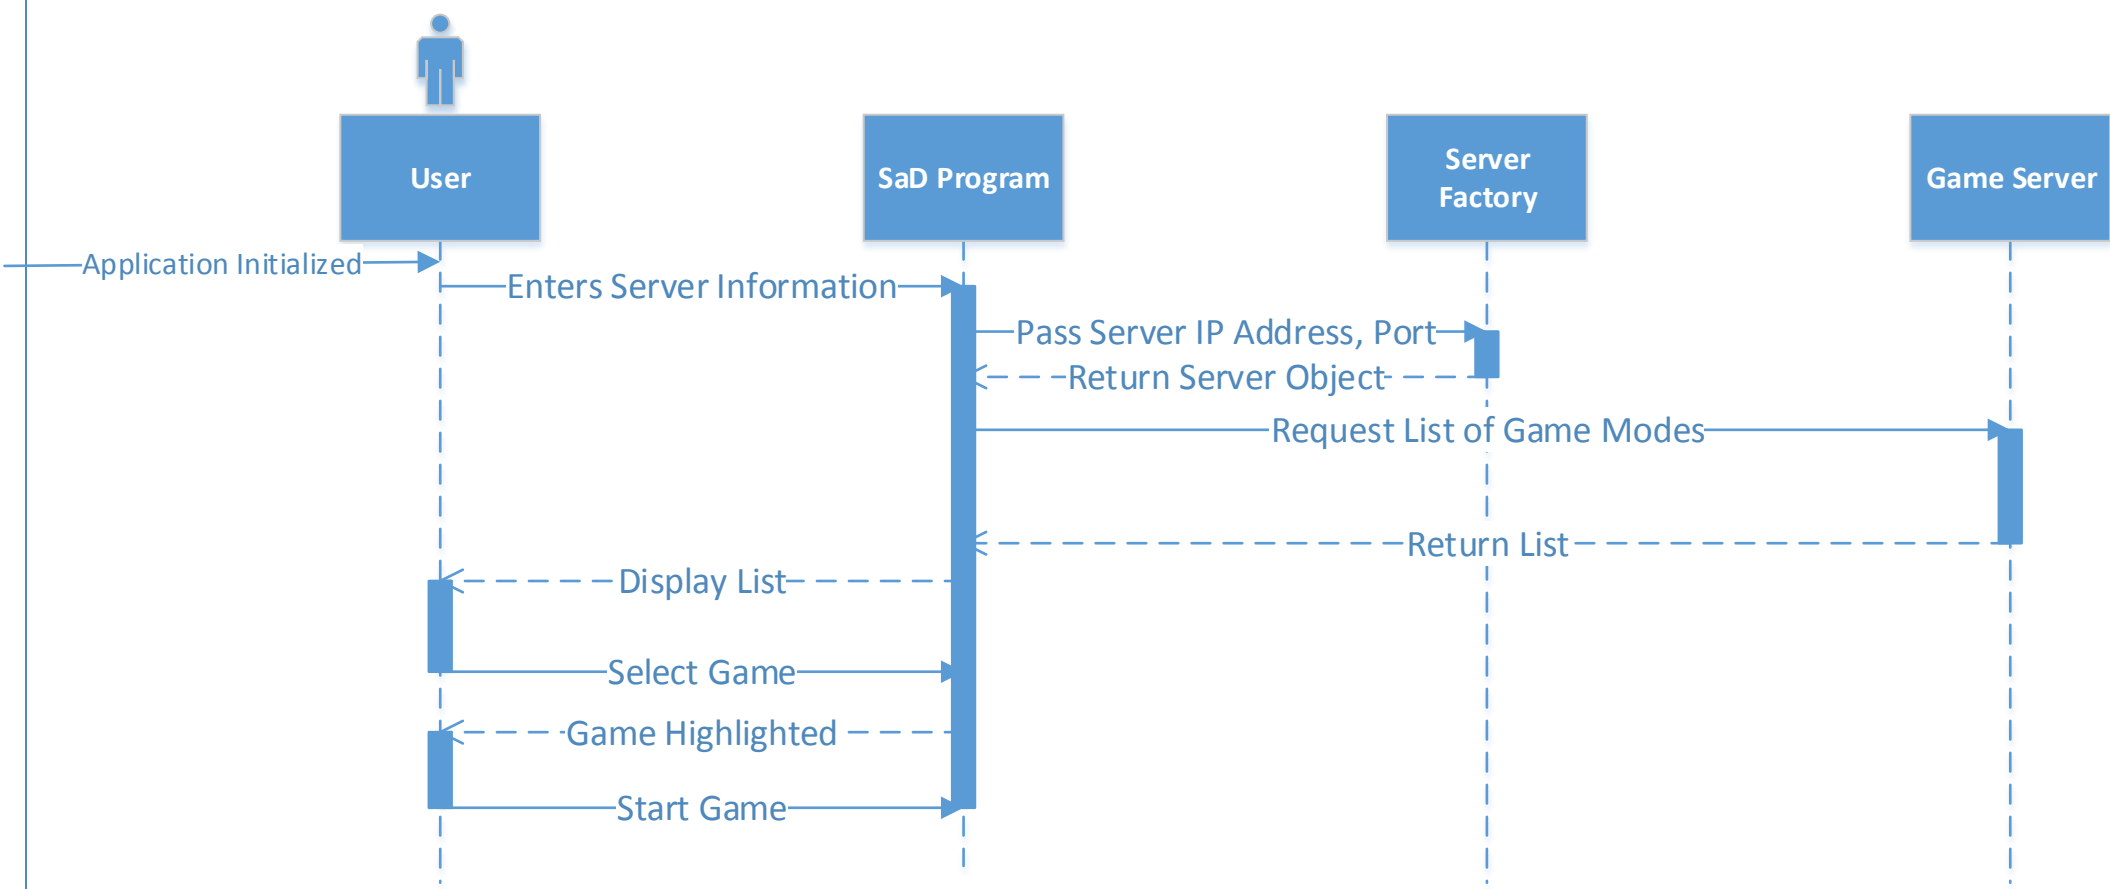 User
SaD Program
Server
Factory
Game Server
Application Initialized
Enters Server Information
Pass Server IP Address, Port
Return Server Object
Request List of Game Modes
Return List
Display List
Select Game
Game Highlighted
Start Game